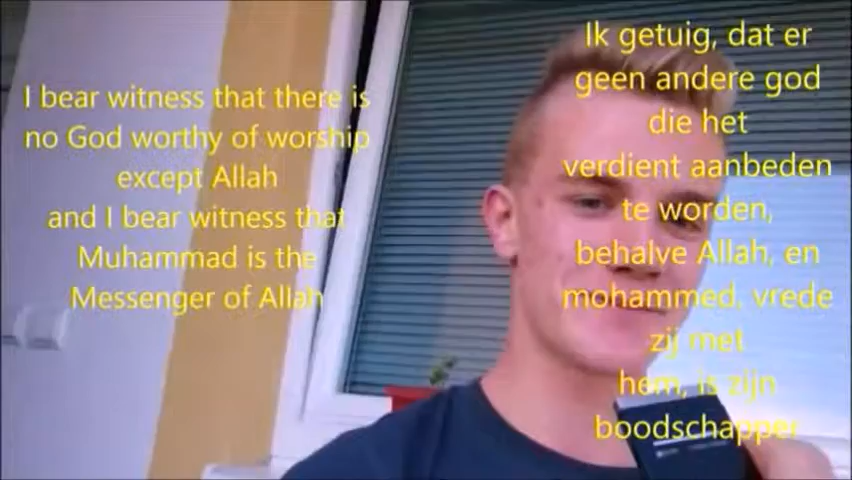 I bear witness that there is
no God worthy of worship
except Allah
and I bear witness that
Muhammad is the
Messenger of Allah
Ik getuig, dat er
geen andere god
die het
verdient aanbeden
te worden,
behalve Allah, en
mohammed, vrede
zij met
hem, is zijn
boodschapper